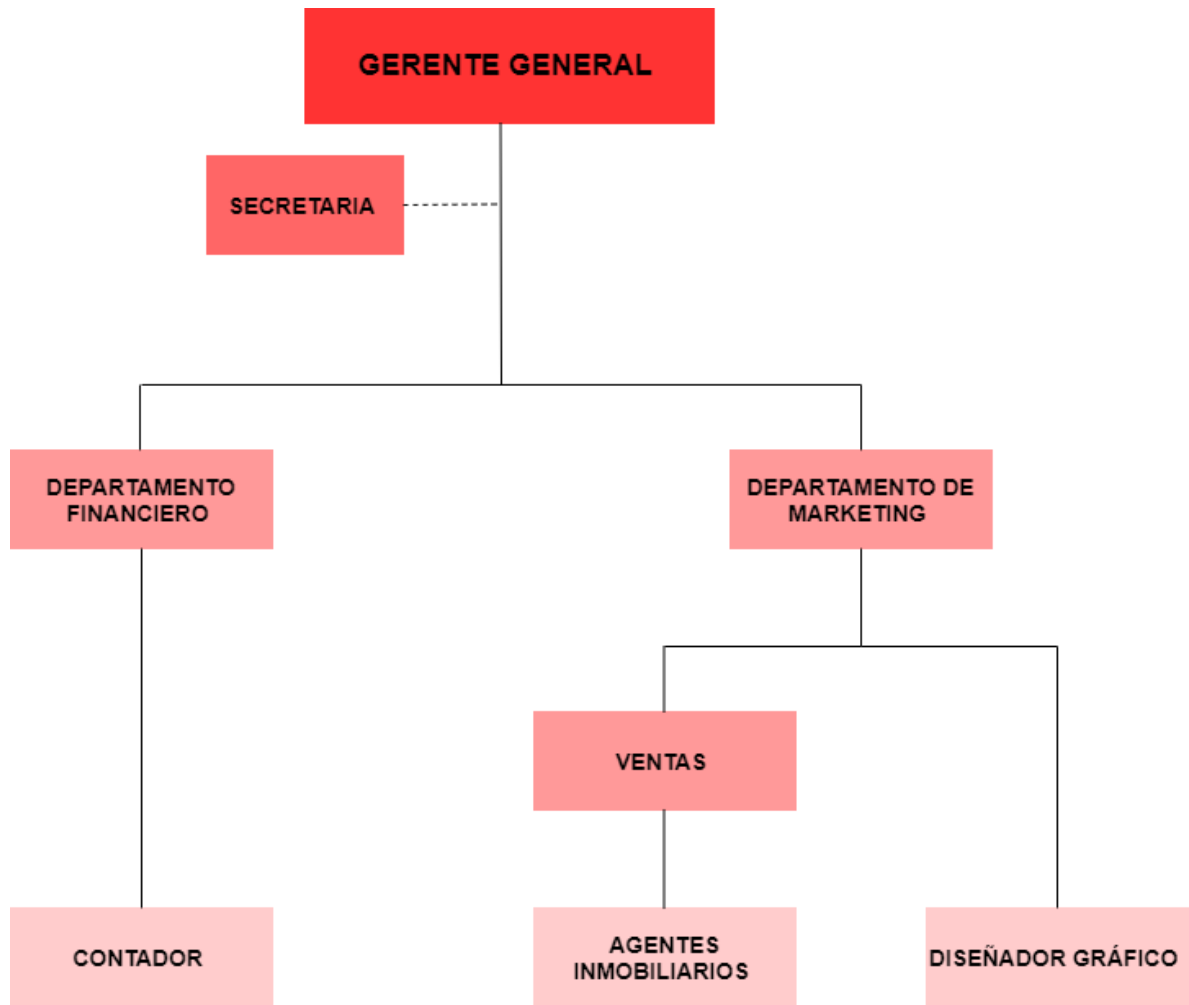 GERENTE GENERAL
SECRETARIA
DEPARTAMENTO
FINANCIERO
DEPARTAMENTO DE
MARKETING
VENTAS
CONTADOR
AGENTES
INMOBILIARIOS
DISEÑADOR GRÁFICO